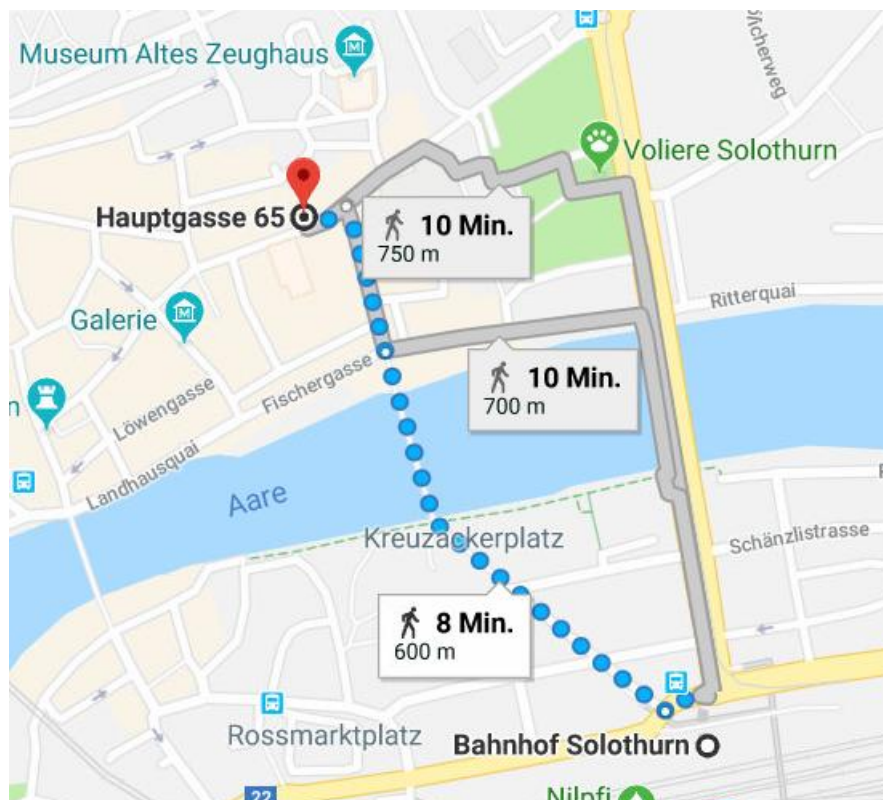 Museum Altes Zeughaus
Voliere Solothurn
Hauptgasse 65
10 Min.
750 m
Ritterquai
Galerie
Fischergasse
10 Min.
700 m
Löwengasse
n
Landhausquai
Aare
Kreuzackerplatz
Schänzlistrasse
8 Min.
600 m
Rossmarktplatz
Bahnhof Solothurn
22
Nilpfi